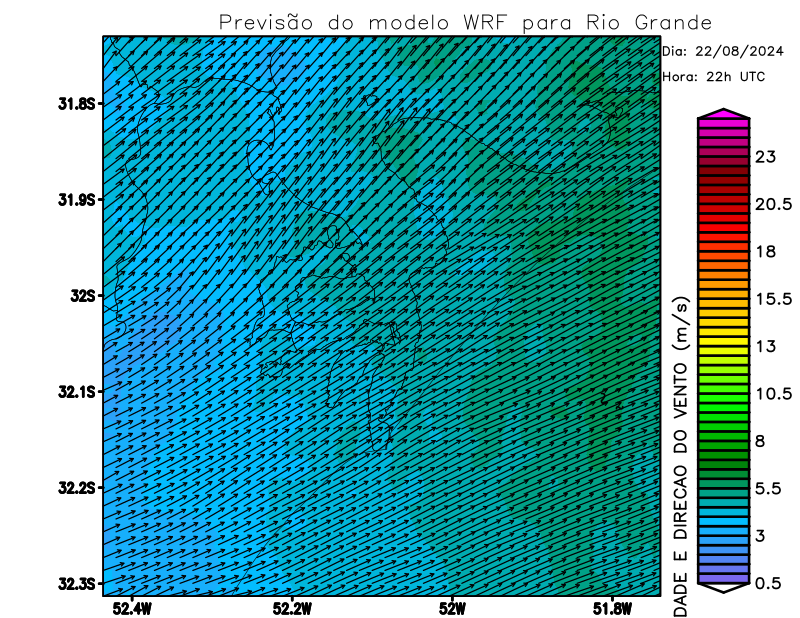 Previsão do modelo WRF para Rio Grande
Dia: 22/08/2024
Hora: 22h UTC
31.8S
31.9S
32S
32.1S
32.2S
32.3S
52.4W
52.2W
52W
51.8W
DADE E DIRECAO DO VENTO (m/s)
23
20.5
18
15.5
13
10.5
8
5.5
3
0.5